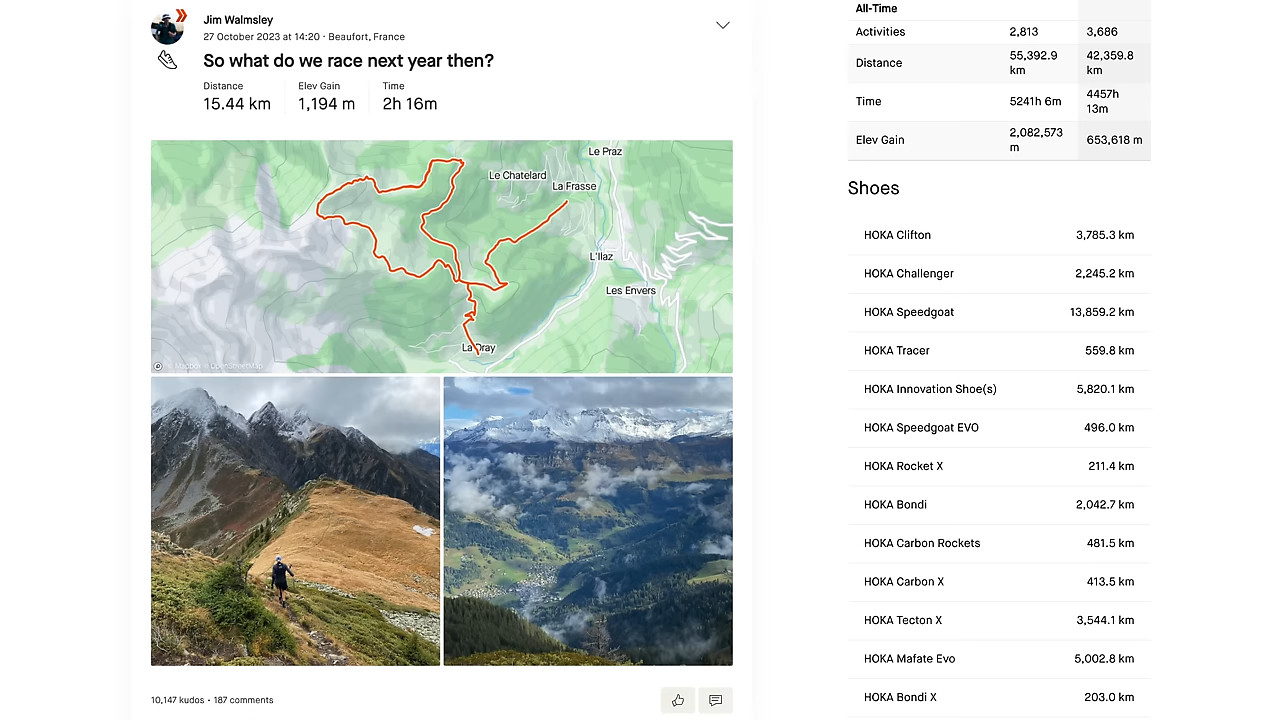 Jim Walmsley
27 October 2023 at 14:20 · Beaufort, France
So what do we race next year then?
Distance
Elev Gain
Time
15.44 km
1,194 m
2h 16m
Le Praz
Le Chatelard
La Frasse
L'Ilaz
Les Envers
La Dray
© Mapbox © OpenStreetMap
10,147 kudos • 187 comments
All-Time
Activities 2,813 3,686
Distance 55,392.9 km 42,359.8 km
Time 5241h 6m 4457h 13m
Elev Gain 2,082,573 m 653,618 m
Shoes
HOKA Clifton 3,785.3 km
HOKA Challenger 2,245.2 km
HOKA Speedgoat 13,859.2 km
HOKA Tracer 559.8 km
HOKA Innovation Shoe(s) 5,820.1 km
HOKA Speedgoat EVO 496.0 km
HOKA Rocket X 211.4 km
HOKA Bondi 2,042.7 km
HOKA Carbon Rockets 481.5 km
HOKA Carbon X 413.5 km
HOKA Tecton X 3,544.1 km
HOKA Mafate Evo 5,002.8 km
HOKA Bondi X 203.0 km